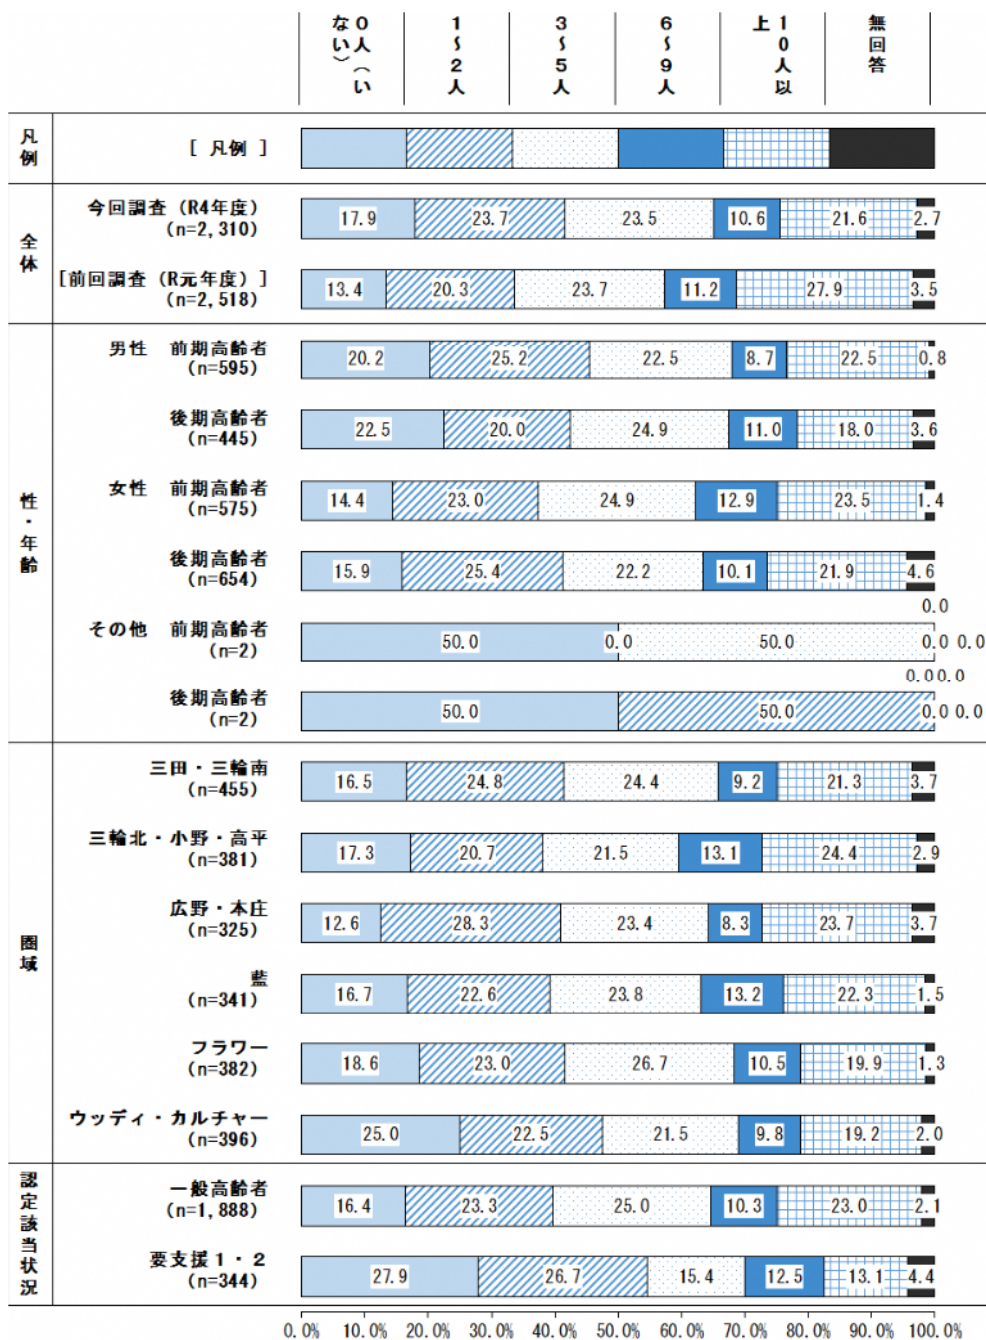 ０人（いない）
１～２人
３～５人
６～９人
１０人以上
無回答
凡例
［ 凡例 ］
全体
今回調査（R4年度）
(n=2,310)
17.9 23.7 23.5 10.6 21.6 2.7
[前回調査（R元年度）]
(n=2,518)
13.4 20.3 23.7 11.2 27.9 3.5
性・年齢
男性　前期高齢者
(n=595)
20.2 25.2 22.5 8.7 22.5 0.8
後期高齢者
(n=445)
22.5 20.0 24.9 11.0 18.0 3.6
女性　前期高齢者
(n=575)
14.4 23.0 24.9 12.9 23.5 1.4
後期高齢者
(n=654)
15.9 25.4 22.2 10.1 21.9 4.6
0.0
その他　前期高齢者
(n=2)
50.0 0.0 50.0 0.0 0.0
0.0 0.0
後期高齢者
(n=2)
50.0 50.0 0.0 0.0
圏域
三田・三輪南
(n=455)
16.5 24.8 24.4 9.2 21.3 3.7
三輪北・小野・高平
(n=381)
17.3 20.7 21.5 13.1 24.4 2.9
広野・本庄
(n=325)
12.6 28.3 23.4 8.3 23.7 3.7
藍
(n=341)
16.7 22.6 23.8 13.2 22.3 1.5
フラワー
(n=382)
18.6 23.0 26.7 10.5 19.9 1.3
ウッディ・カルチャー
(n=396)
25.0 22.5 21.5 9.8 19.2 2.0
認定該当状況
一般高齢者
(n=1,888)
16.4 23.3 25.0 10.3 23.0 2.1
要支援１・２
(n=344)
27.9 26.7 15.4 12.5 13.1 4.4
0.0% 10.0% 20.0% 30.0% 40.0% 50.0% 60.0% 70.0% 80.0% 90.0% 100.0%